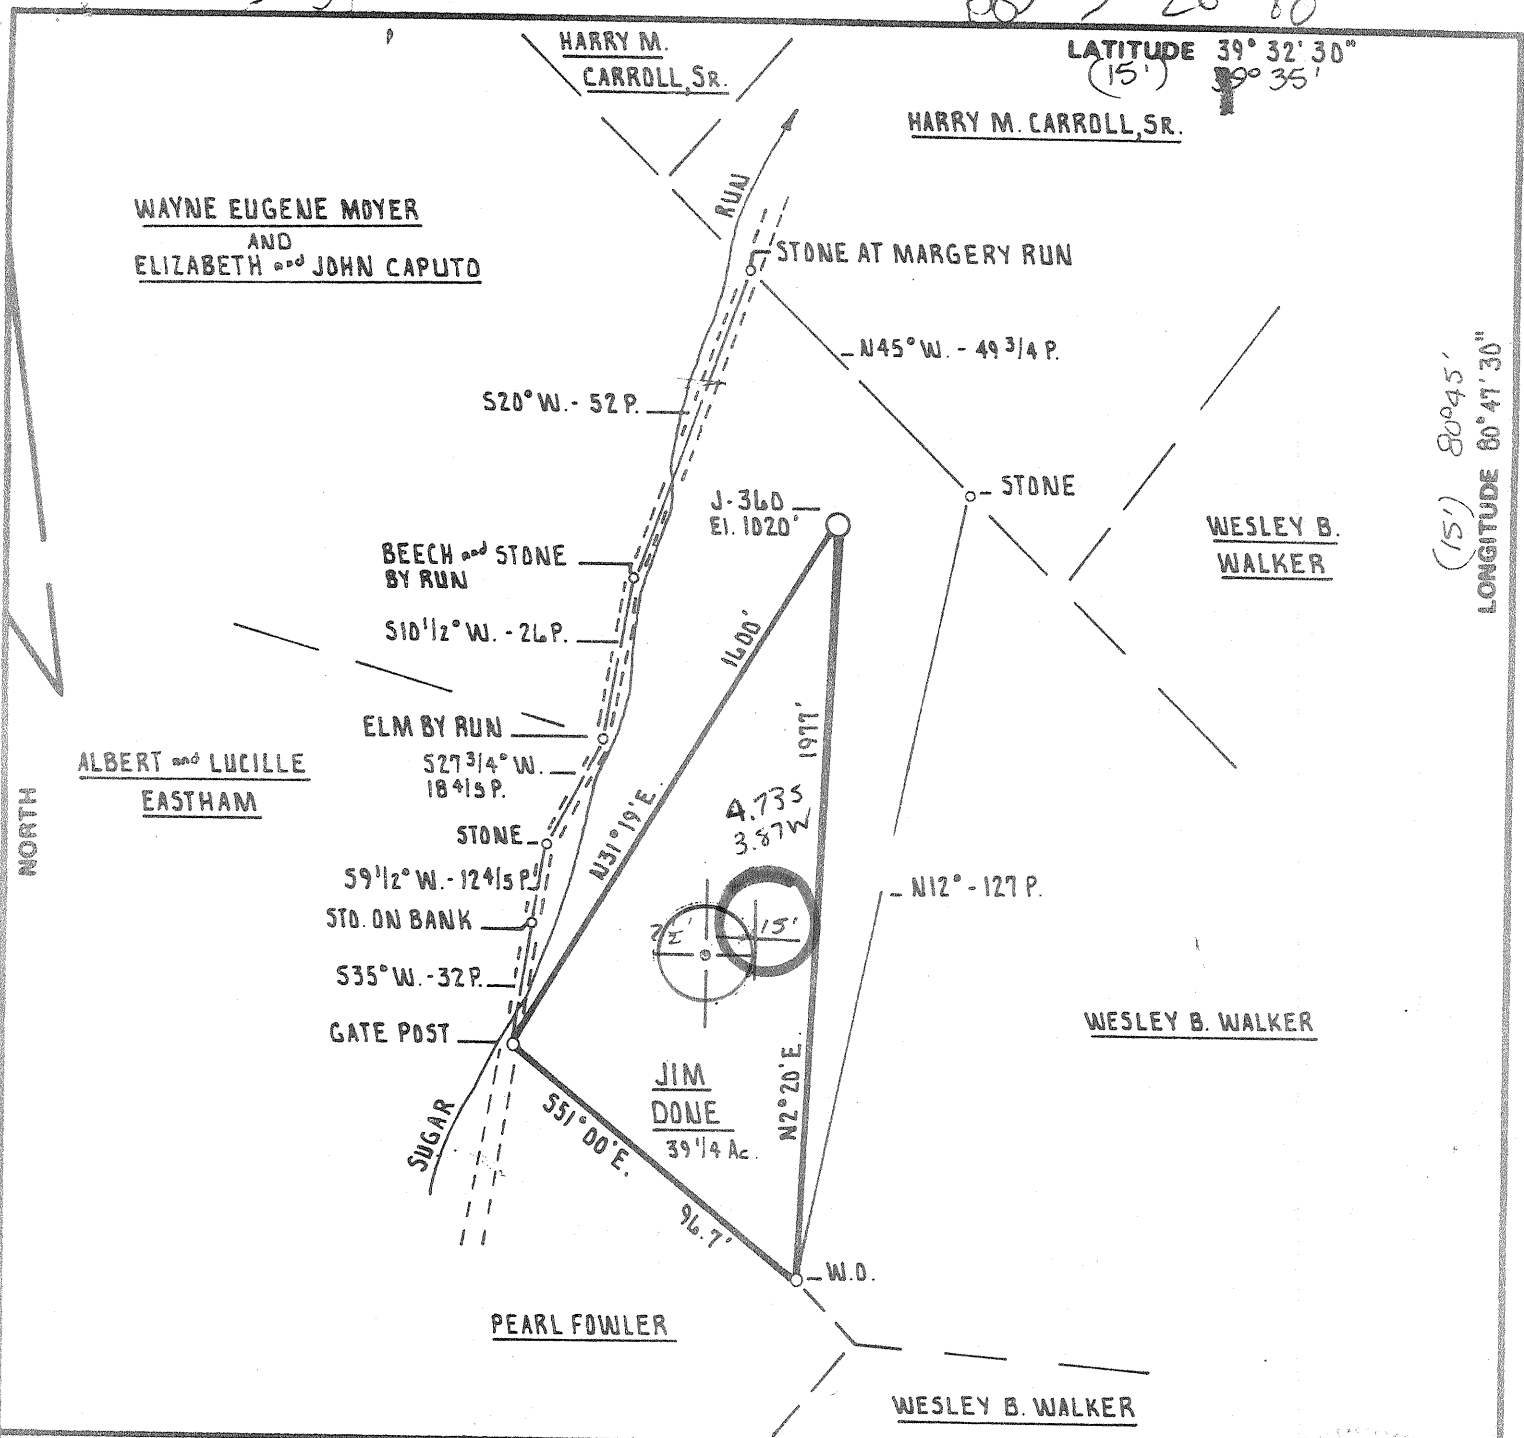 HARRY M.
CARROLL, SR.
LATITUDE 39° 32' 30"
(15') 39° 35'
HARRY M. CARROLL, SR.
WAYNE EUGENE MOYER
AND
ELIZABETH and JOHN CAPUTO
RUN
STONE AT MARGERY RUN
N45°W. - 49 3/4 P.
S20°W. - 52 P.
(15') 80°45'
LONGITUDE 80°47'30"
J-360
El. 1020'
STONE
WESLEY B.
WALKER
BEECH and STONE
BY RUN
S10 1/2°W. - 26 P.
1600'
1977'
ELM BY RUN
S27 3/4°W.
18 4/5 P.
ALBERT and LUCILLE
EASTHAM
NORTH
N31°19'E.
4.73S
3.87W
STONE
S9 1/2°W. - 12 4/5 P.
N12° - 127 P.
STO. ON BANK
15'
S35°W. - 32 P.
GATE POST
WESLEY B. WALKER
N2°20'E.
JIM
DONE
39 1/4 Ac.
SUGAR
S51°00'E.
96.7'
W.O.
PEARL FOWLER
WESLEY B. WALKER